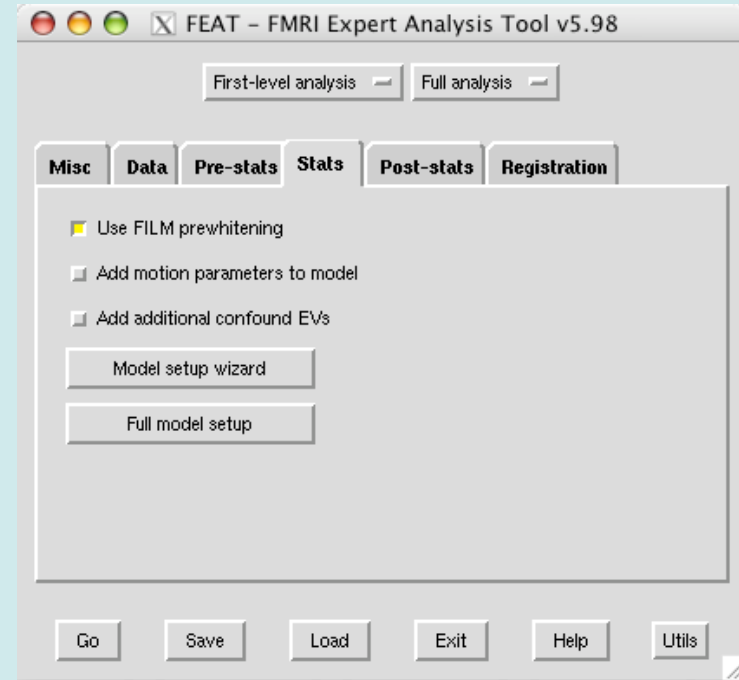 X FEAT – FMRI Expert Analysis Tool v5.98
First-level analysis Full analysis
Misc Data Pre-stats Stats Post-stats Registration
Use FILM prewhitening
Add motion parameters to model
Add additional confound EVs
Model setup wizard
Full model setup
Go Save Load Exit Help Utils